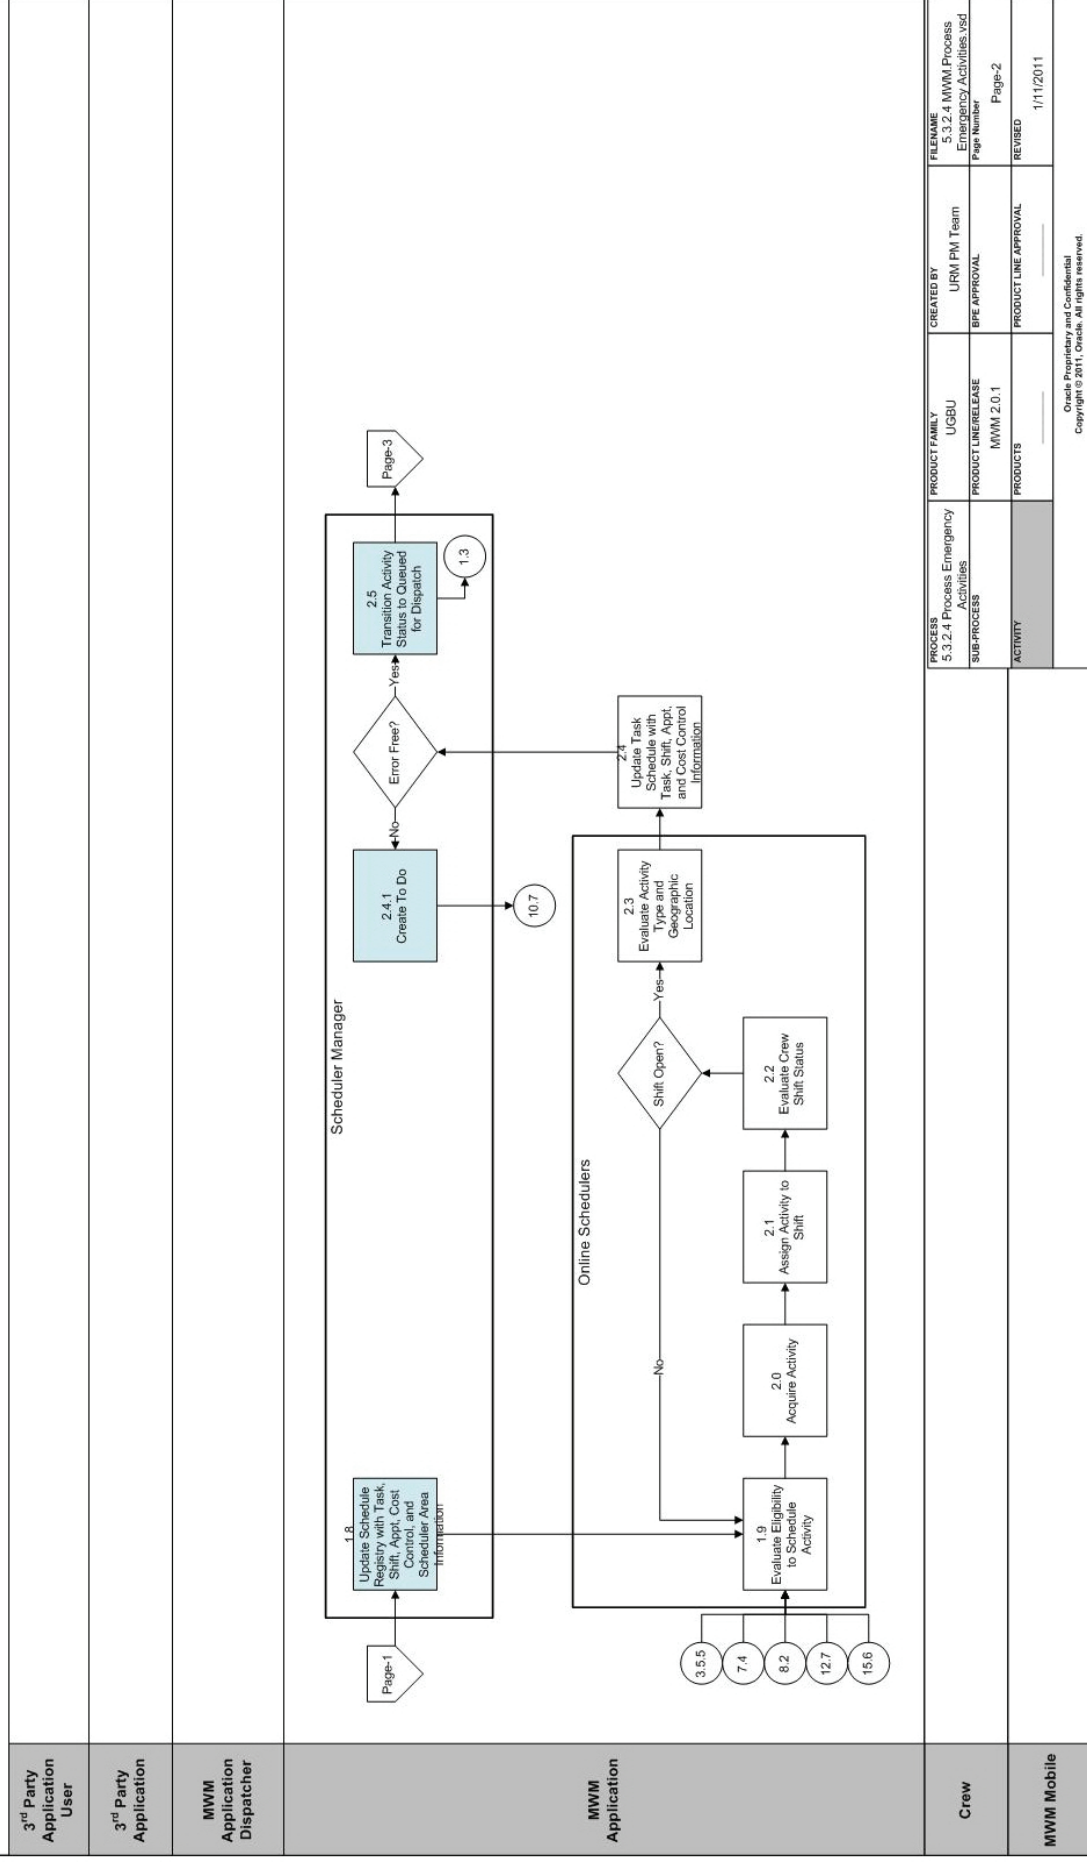 3rd Party
Application
User
3rd Party
Application
MWM
Application
Dispatcher
MWM
Application
Crew
MWM Mobile
Scheduler Manager
Page-1
1.8
Update Schedule
Registry with Task,
Shift, Appt, Cost
Control, and
Scheduler Area
Information
2.4.1
Create To Do
No
Error Free?
Yes
2.5
Transition Activity
Status to Queued
for Dispatch
Page-3
1.3
10.7
Online Schedulers
3.5.5
7.4
8.2
12.7
15.6
1.9
Evaluate Eligibility
to Schedule
Activity
2.0
Acquire Activity
2.1
Assign Activity to
Shift
2.2
Evaluate Crew
Shift Status
No
Shift Open?
Yes
2.3
Evaluate Activity
Type and
Geographic
Location
2.4
Update Task
Schedule with
Task, Shift, Appt,
and Cost Control
Information
PROCESS
5.3.2.4 Process Emergency
Activities
PRODUCT FAMILY
UGBU
CREATED BY
URM PM Team
FILENAME
5.3.2.4 MWM.Process
Emergency Activities.vsd
SUB-PROCESS
PRODUCT LINE/RELEASE
MWM 2.0.1
BPE APPROVAL
Page Number
Page-2
ACTIVITY
PRODUCTS
PRODUCT LINE APPROVAL
REVISED
1/11/2011
Oracle Proprietary and Confidential
Copyright © 2011, Oracle. All rights reserved.